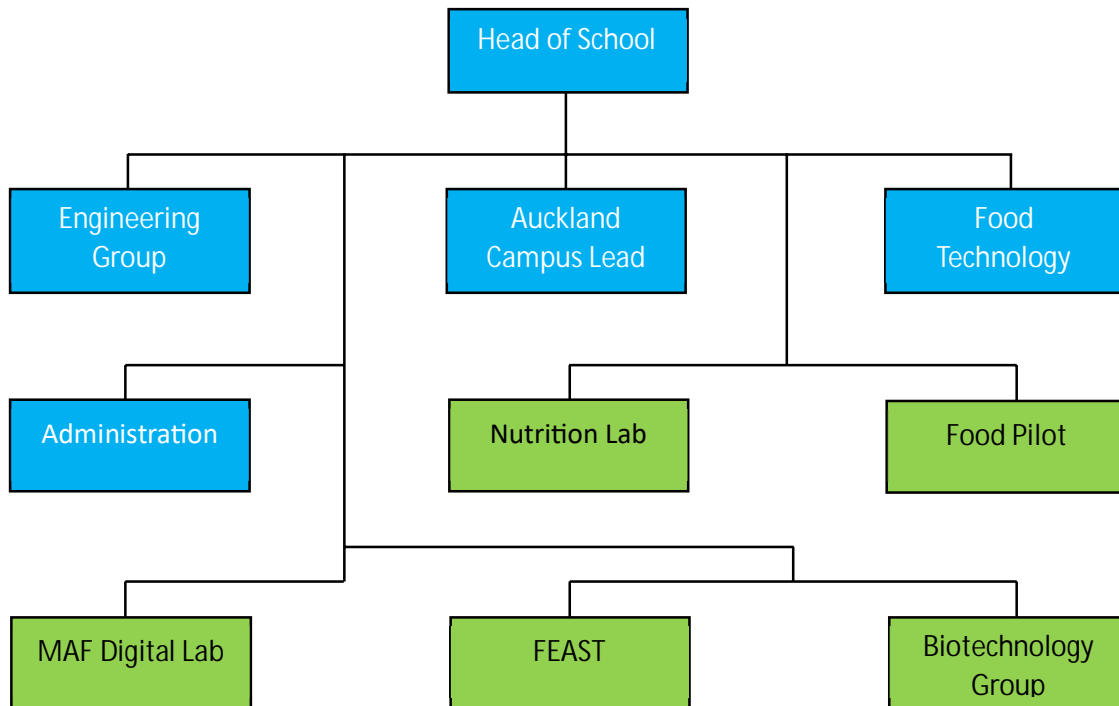 Head of School
Engineering
Group
Auckland
Campus Lead
Food
Technology
Administration
Nutrition Lab
Food Pilot
MAF Digital Lab
FEAST
Biotechnology
Group